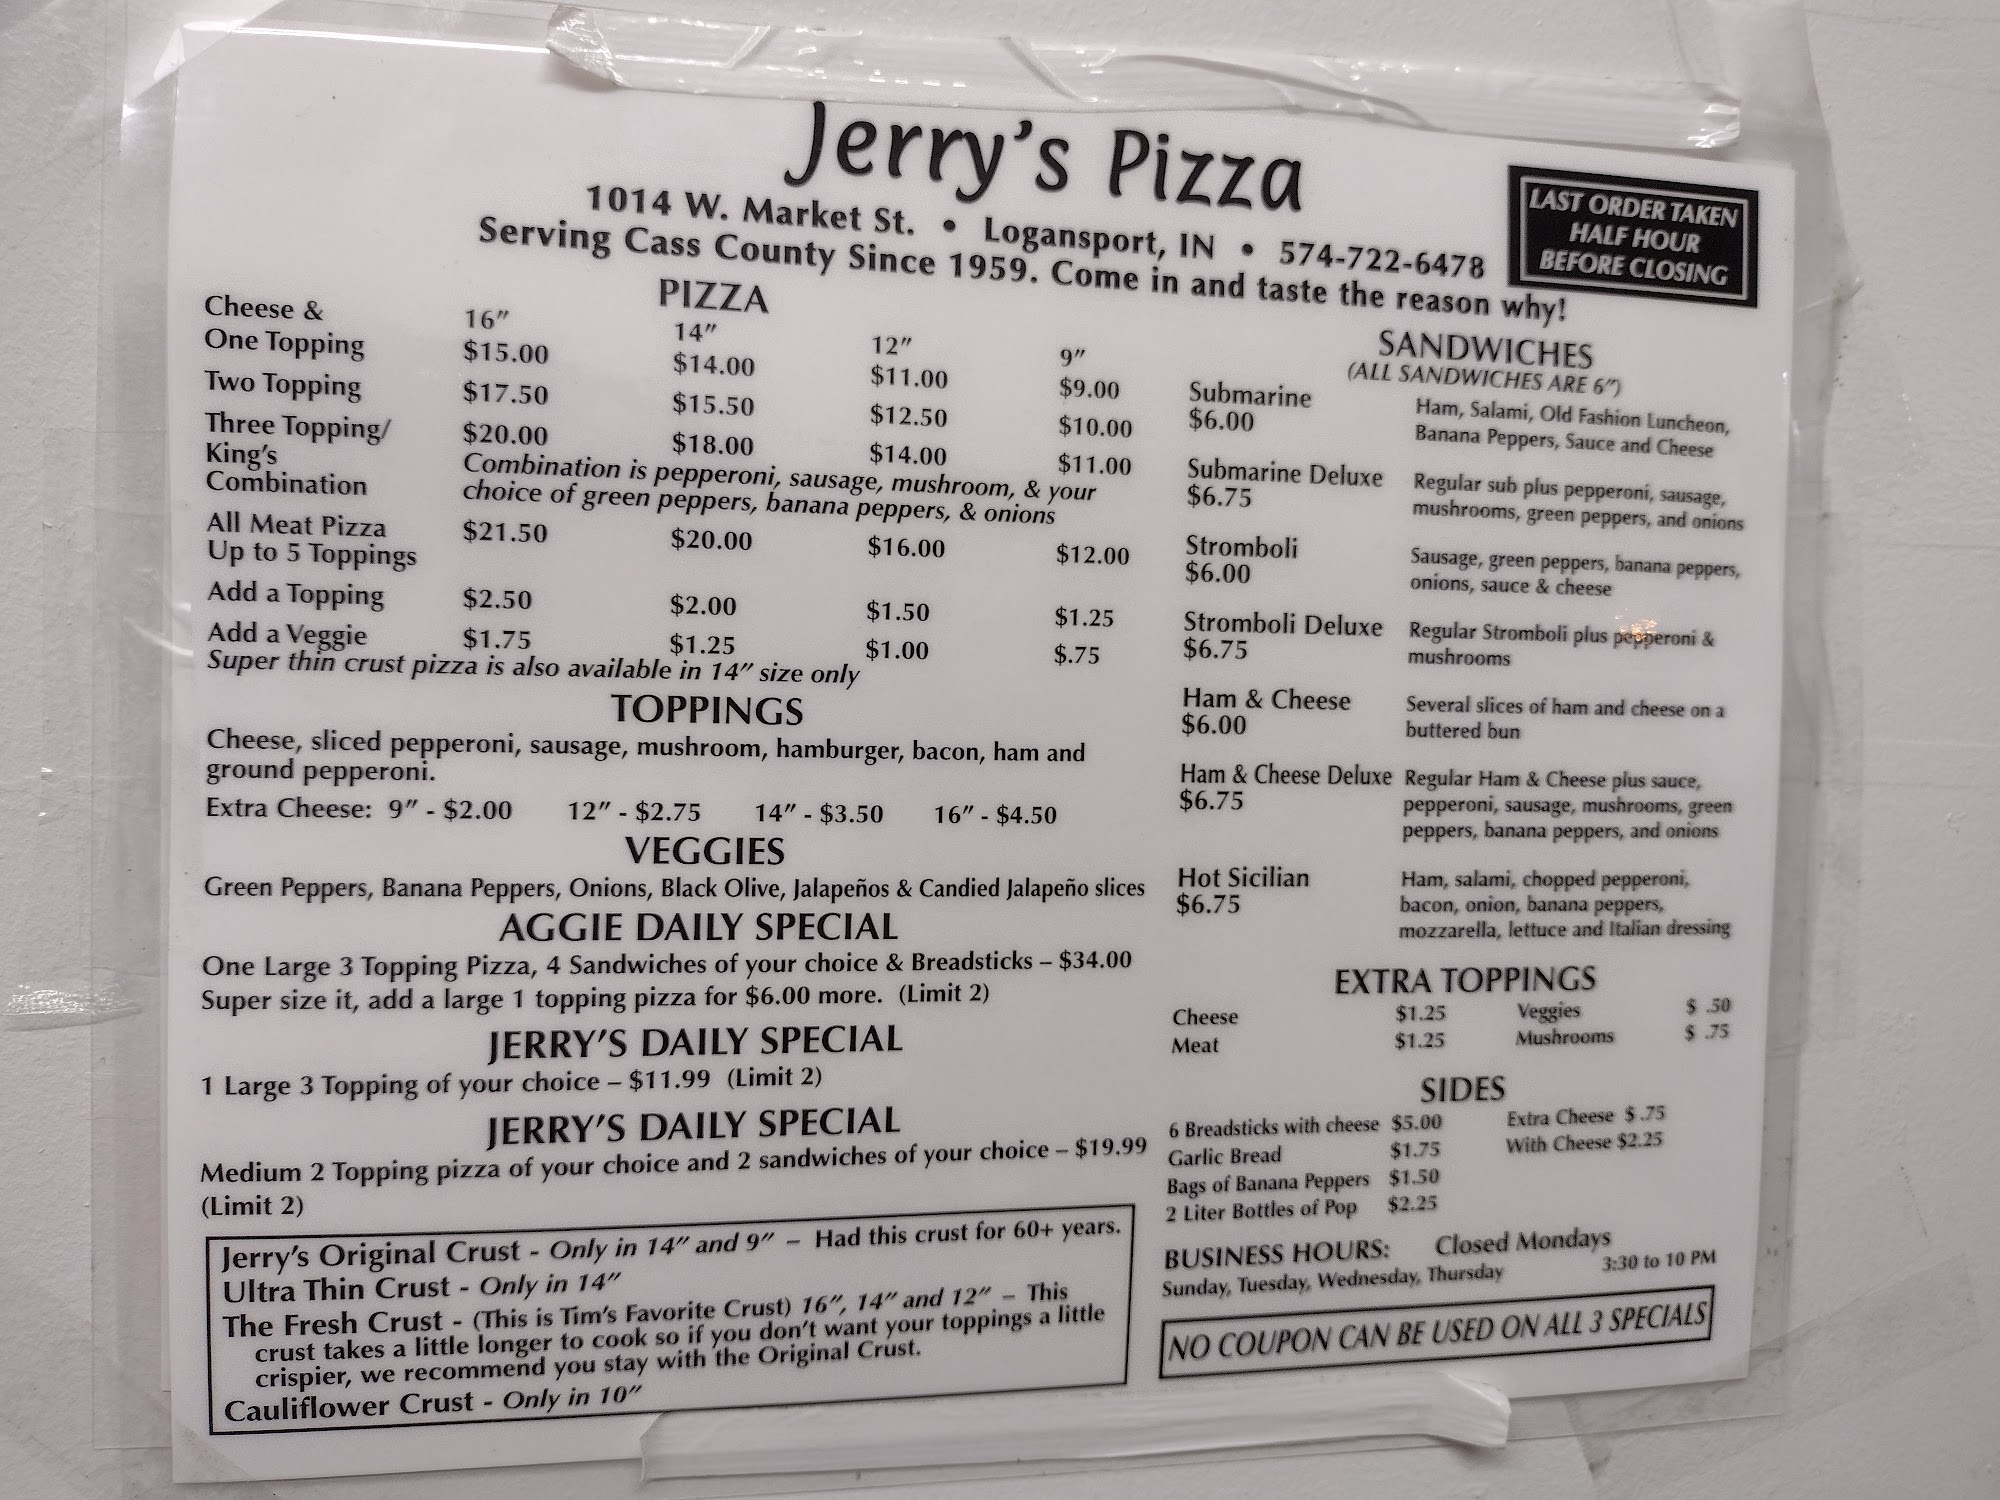 Jerry's Pizza
1014 W. Market St. • Logansport, IN • 574-722-6478
Serving Cass County Since 1959. Come in and taste the reason why!
LAST ORDER TAKEN
HALF HOUR
BEFORE CLOSING
PIZZA
Cheese & 16″ 14″ 12″ 9″
One Topping $15.00 $14.00 $11.00 $9.00
Two Topping $17.50 $15.50 $12.50 $10.00
Three Topping/ $20.00 $18.00 $14.00 $11.00
King's
Combination
Combination is pepperoni, sausage, mushroom, & your
choice of green peppers, banana peppers, & onions
All Meat Pizza $21.50 $20.00 $16.00 $12.00
Up to 5 Toppings
Add a Topping $2.50 $2.00 $1.50 $1.25
Add a Veggie $1.75 $1.25 $1.00 $.75
Super thin crust pizza is also available in 14″ size only
TOPPINGS
Cheese, sliced pepperoni, sausage, mushroom, hamburger, bacon, ham and
ground pepperoni.
Extra Cheese: 9″ - $2.00 12″ - $2.75 14″ - $3.50 16″ - $4.50
VEGGIES
Green Peppers, Banana Peppers, Onions, Black Olive, Jalapeños & Candied Jalapeño slices
AGGIE DAILY SPECIAL
One Large 3 Topping Pizza, 4 Sandwiches of your choice & Breadsticks – $34.00
Super size it, add a large 1 topping pizza for $6.00 more. (Limit 2)
JERRY'S DAILY SPECIAL
1 Large 3 Topping of your choice – $11.99 (Limit 2)
JERRY'S DAILY SPECIAL
Medium 2 Topping pizza of your choice and 2 sandwiches of your choice – $19.99
(Limit 2)
Jerry's Original Crust - Only in 14″ and 9″ – Had this crust for 60+ years.
Ultra Thin Crust - Only in 14″
The Fresh Crust - (This is Tim's Favorite Crust) 16″, 14″ and 12″ – This
crust takes a little longer to cook so if you don't want your toppings a little
crispier, we recommend you stay with the Original Crust.
Cauliflower Crust - Only in 10″
SANDWICHES
(ALL SANDWICHES ARE 6″)
Submarine
$6.00
Ham, Salami, Old Fashion Luncheon,
Banana Peppers, Sauce and Cheese
Submarine Deluxe
$6.75
Regular sub plus pepperoni, sausage,
mushrooms, green peppers, and onions
Stromboli
$6.00
Sausage, green peppers, banana peppers,
onions, sauce & cheese
Stromboli Deluxe
$6.75
Regular Stromboli plus pepperoni &
mushrooms
Ham & Cheese
$6.00
Several slices of ham and cheese on a
buttered bun
Ham & Cheese Deluxe
$6.75
Regular Ham & Cheese plus sauce,
pepperoni, sausage, mushrooms, green
peppers, banana peppers, and onions
Hot Sicilian
$6.75
Ham, salami, chopped pepperoni,
bacon, onion, banana peppers,
mozzarella, lettuce and Italian dressing
EXTRA TOPPINGS
Cheese $1.25 Veggies $ .50
Meat $1.25 Mushrooms $ .75
SIDES
6 Breadsticks with cheese $5.00 Extra Cheese $ .75
Garlic Bread $1.75 With Cheese $2.25
Bags of Banana Peppers $1.50
2 Liter Bottles of Pop $2.25
BUSINESS HOURS: Closed Mondays
Sunday, Tuesday, Wednesday, Thursday 3:30 to 10 PM
NO COUPON CAN BE USED ON ALL 3 SPECIALS